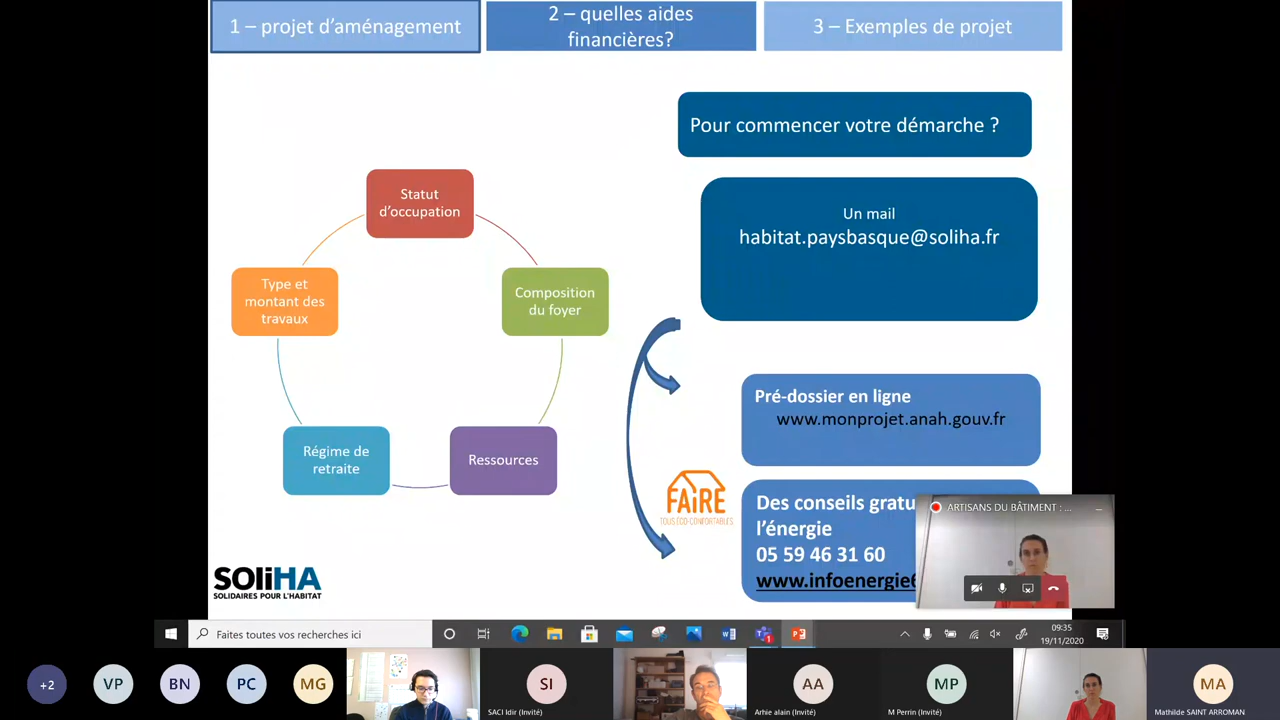 1 – projet d'aménagement
2 – quelles aides
financières?
3 – Exemples de projet
Pour commencer votre démarche ?
Un mail
habitat.paysbasque@soliha.fr
Statut
d'occupation
Type et
montant des
travaux
Composition
du foyer
Régime de
retraite
Ressources
Pré-dossier en ligne
www.monprojet.anah.gouv.fr
FAiRE
TOUS ÉCO-CONFORTABLES
Des conseils gratu
l'énergie
05 59 46 31 60
www.infoenergie6
ARTISANS DU BÂTIMENT : ...
SOliHA
SOLIDAIRES POUR L'HABITAT
Faites toutes vos recherches ici
09:35
19/11/2020
+2
VP
BN
PC
MG
SI
SACI Idir (Invité)
AA
Arhie alain (Invité)
MP
M Perrin (Invité)
MA
Mathilde SAINT ARROMAN